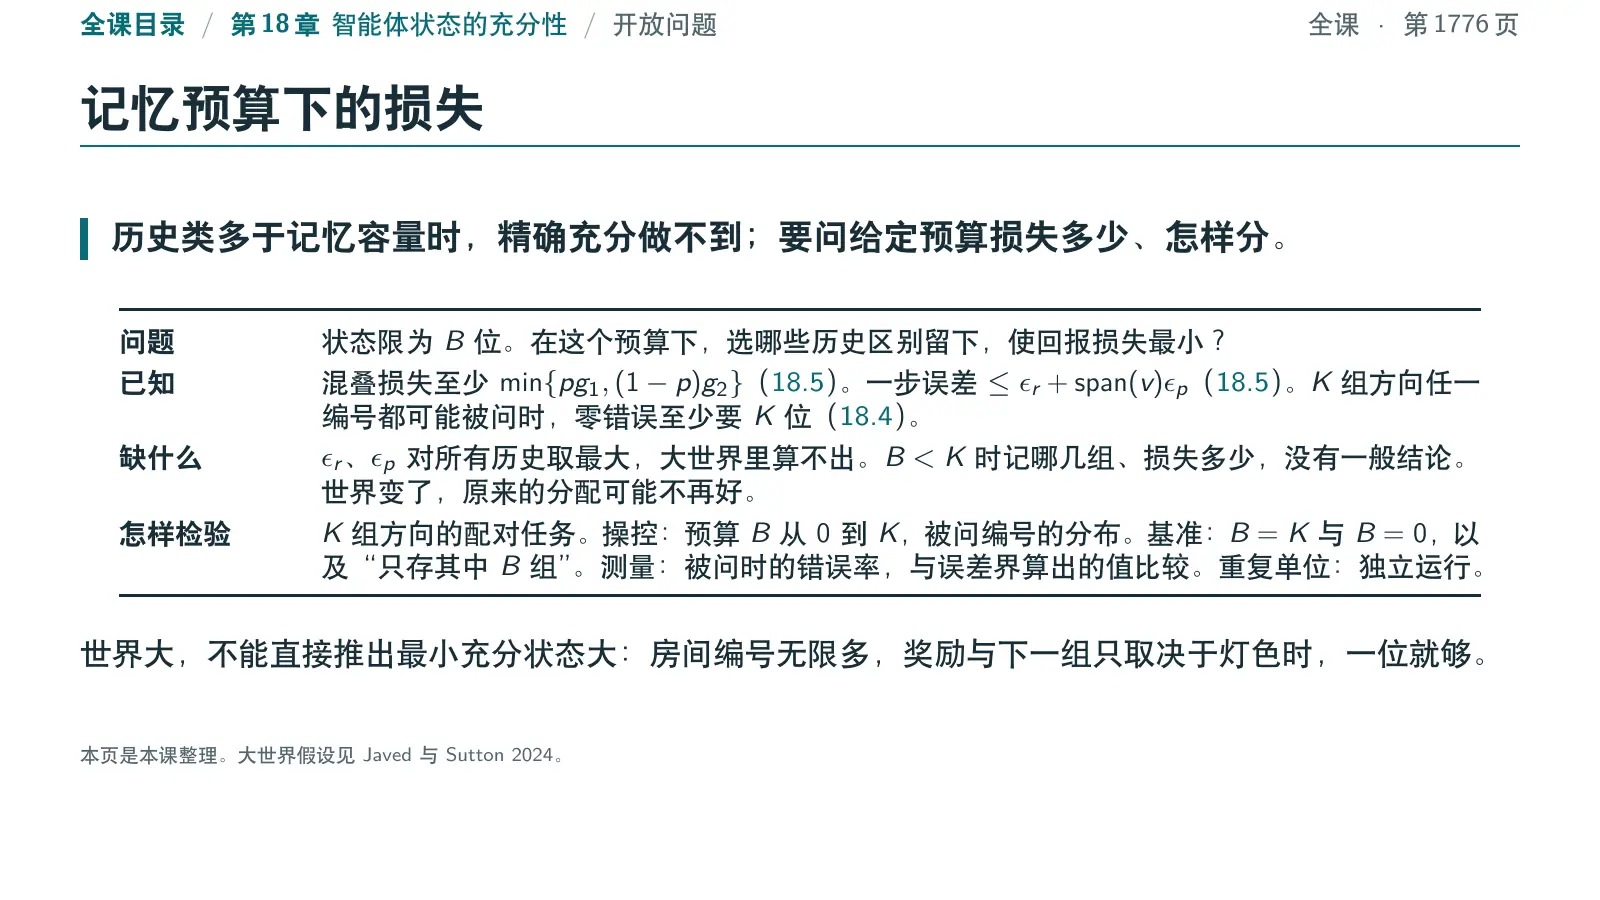 全课目录 / 第 18 章 智能体状态的充分性 / 开放问题
全课 · 第 1776 页
记忆预算下的损失
历史类多于记忆容量时，精确充分做不到；要问给定预算损失多少、怎样分。
问题 状态限为 B 位。在这个预算下，选哪些历史区别留下，使回报损失最小？
已知 混叠损失至少 min{pg₁, (1 − p)g₂}（18.5）。一步误差 ≤ ϵᵣ + span(v)ϵₚ（18.5）。K 组方向任一
编号都可能被问时，零错误至少要 K 位（18.4）。
缺什么 ϵᵣ、ϵₚ 对所有历史取最大，大世界里算不出。B < K 时记哪几组、损失多少，没有一般结论。
世界变了，原来的分配可能不再好。
怎样检验 K 组方向的配对任务。操控：预算 B 从 0 到 K，被问编号的分布。基准：B = K 与 B = 0，以
及“只存其中 B 组”。测量：被问时的错误率，与误差界算出的值比较。重复单位：独立运行。
世界大，不能直接推出最小充分状态大：房间编号无限多，奖励与下一组只取决于灯色时，一位就够。
本页是本课整理。大世界假设见 Javed 与 Sutton 2024。